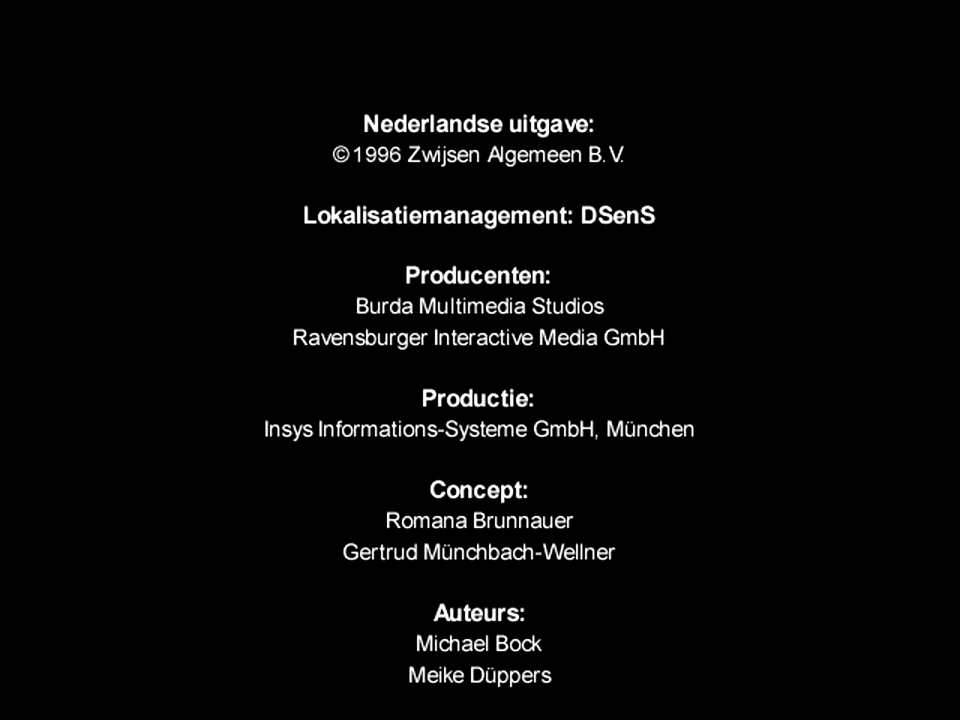 Nederlandse uitgave:
© 1996 Zwijsen Algemeen B.V.
Lokalisatiemanagement: DSenS
Producenten:
Burda Multimedia Studios
Ravensburger Interactive Media GmbH
Productie:
Insys Informations-Systeme GmbH, München
Concept:
Romana Brunnauer
Gertrud Münchbach-Wellner
Auteurs:
Michael Bock
Meike Düppers